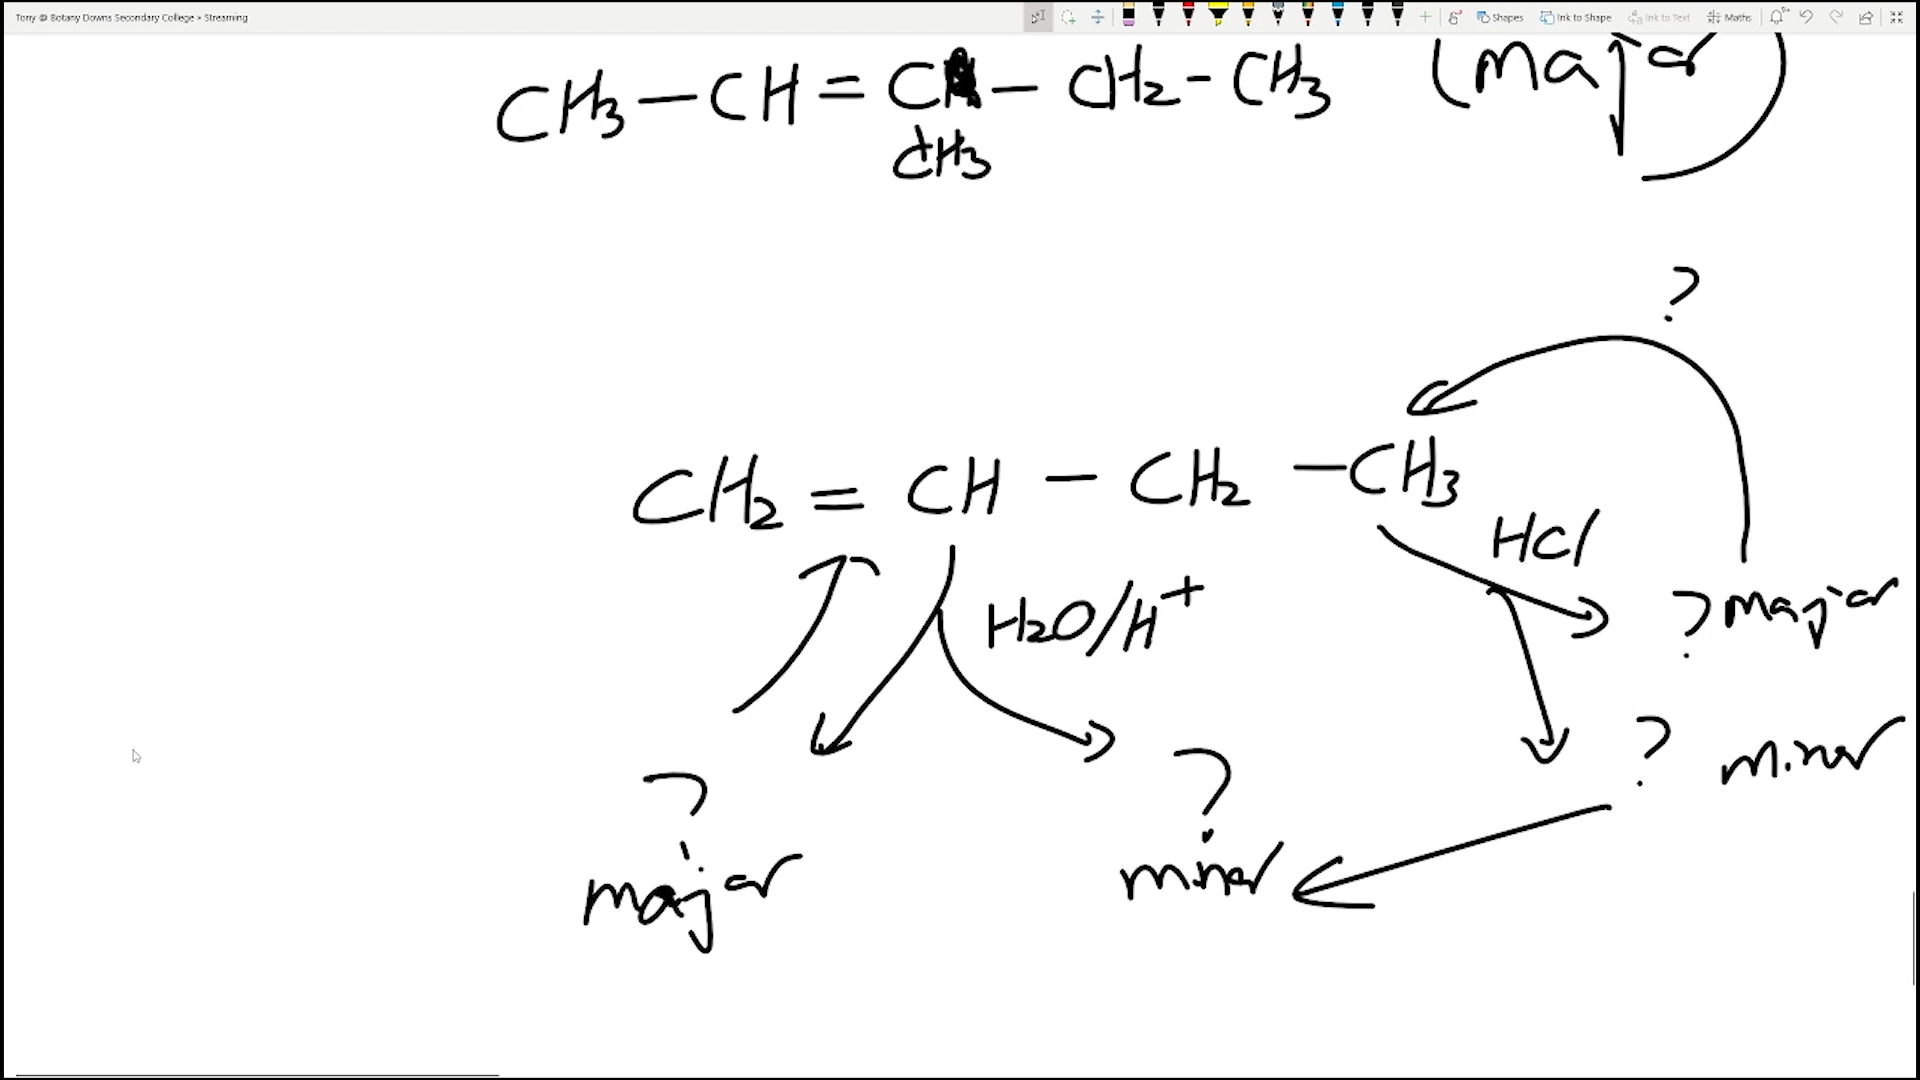 Tony @ Botany Downs Secondary College » Streaming
Shapes Ink to Shape Ink to Text Maths
CH3 — CH = C — CH2 - CH3 (major)
CH3
?
CH2 = CH — CH2 — CH3
HCl
H2O/H+
? major
? minor
?
major
?
minor